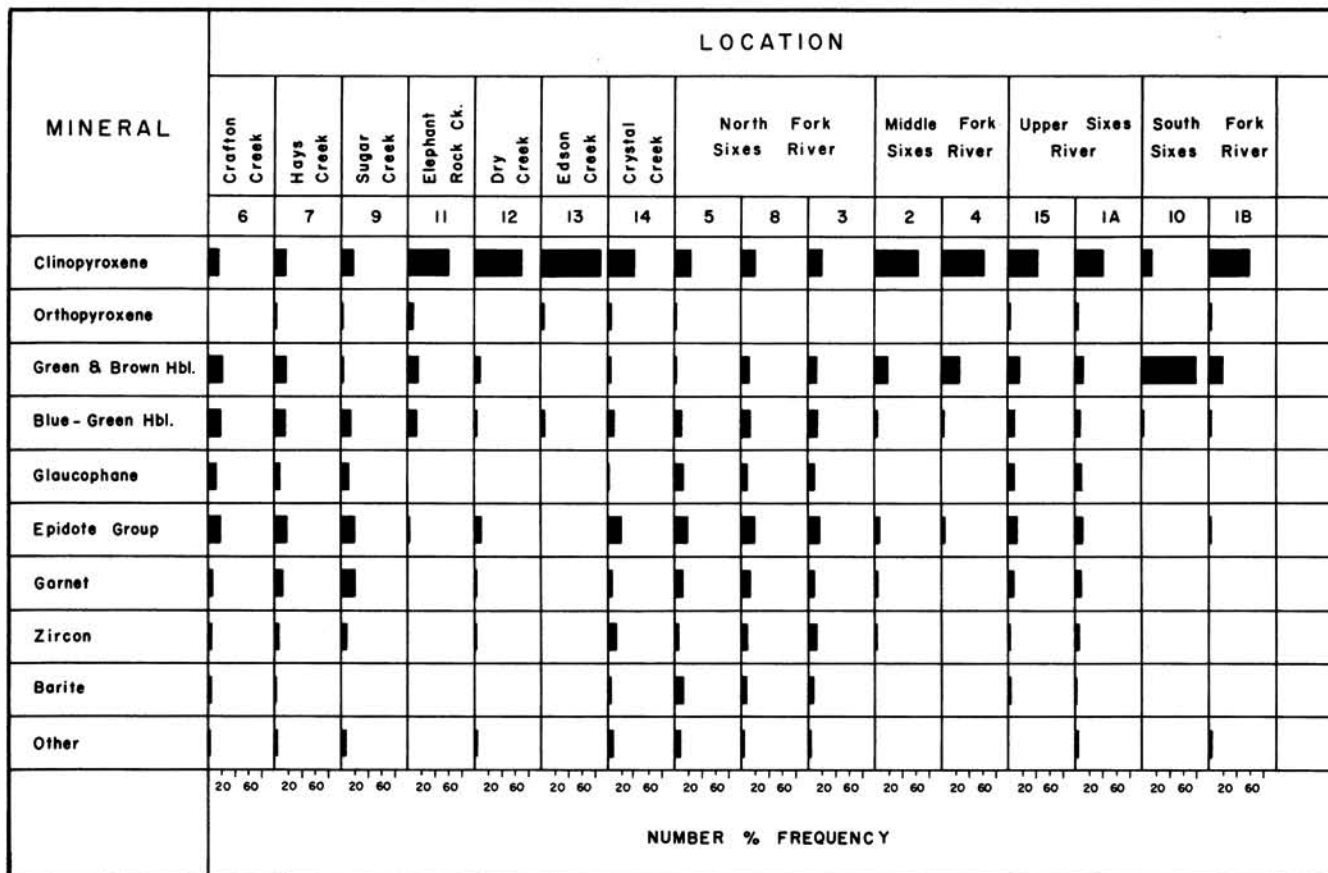 LOCATION
MINERAL
Crafton Creek
Hays Creek
Sugar Creek
Elephant Rock Ck.
Dry Creek
Edson Creek
Crystal Creek
North Fork
Sixes River
Middle Fork
Sixes River
Upper Sixes
River
South Fork
Sixes River
6 7 9 11 12 13 14 5 8 3 2 4 15 1A 10 1B
Clinopyroxene
Orthopyroxene
Green & Brown Hbl.
Blue-Green Hbl.
Glaucophane
Epidote Group
Garnet
Zircon
Barite
Other
20 60 20 60 20 60 20 60 20 60 20 60 20 60 20 60 20 60 20 60 20 60 20 60 20 60 20 60 20 60 20 60
NUMBER % FREQUENCY